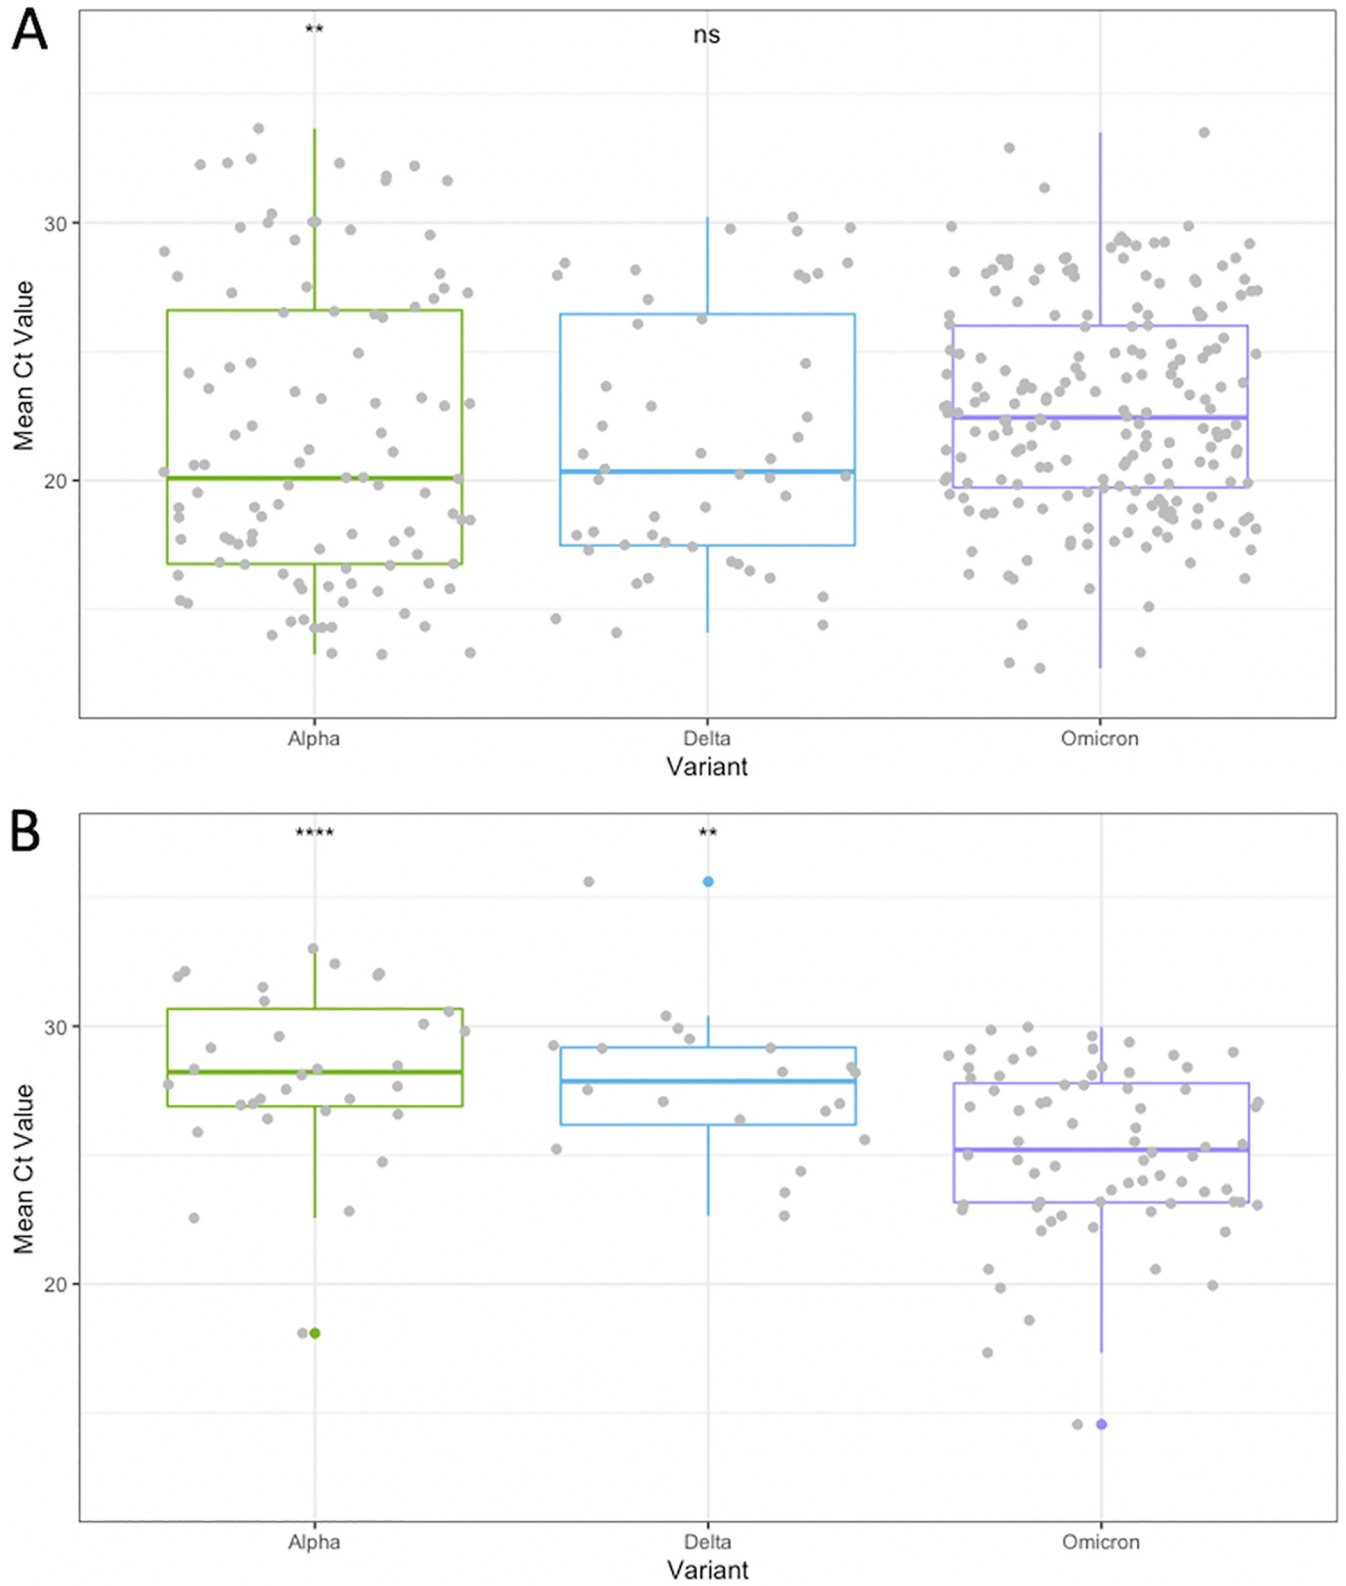 A
**
ns
Mean Ct Value
30
20
Alpha
Delta
Omicron
Variant
B
****
**
Mean Ct Value
30
20
Alpha
Delta
Omicron
Variant